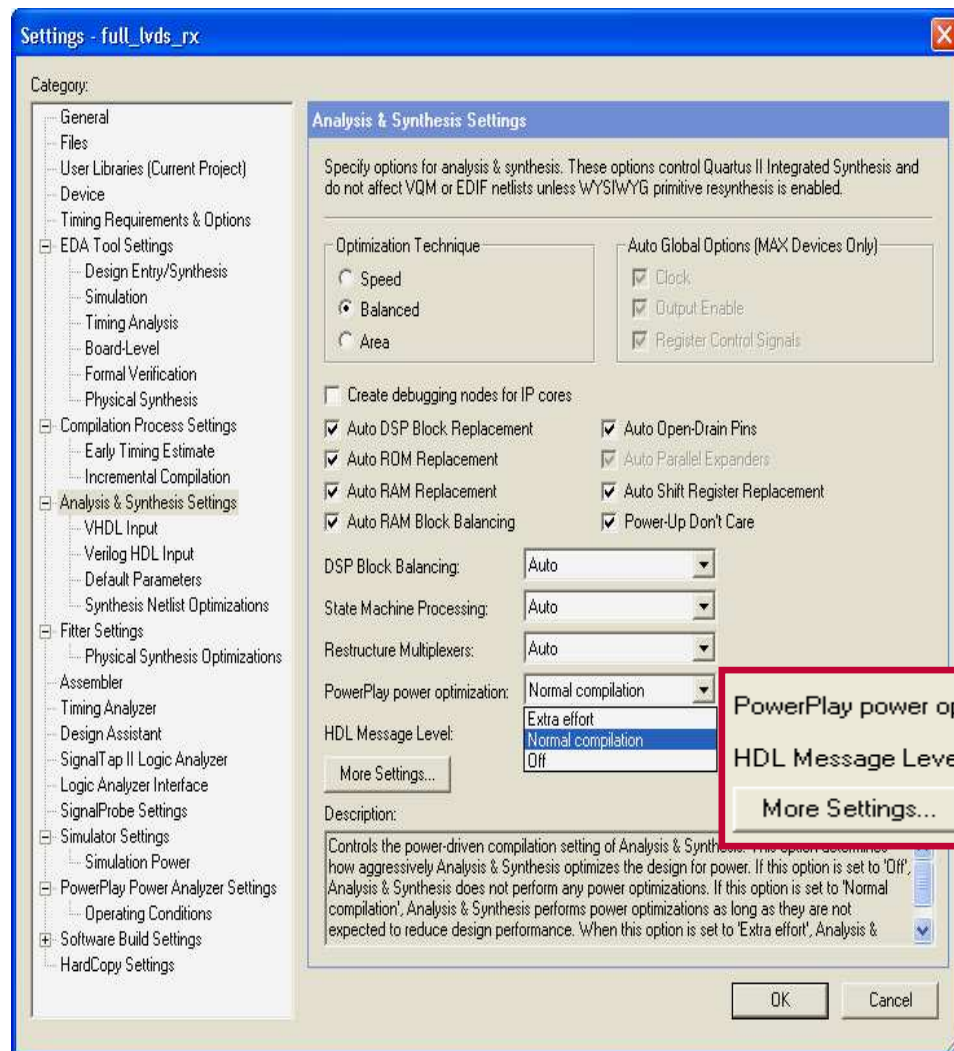 Settings - full_lvds_rx
Category:
General
Files
User Libraries (Current Project)
Device
Timing Requirements & Options
EDA Tool Settings
Design Entry/Synthesis
Simulation
Timing Analysis
Board-Level
Formal Verification
Physical Synthesis
Compilation Process Settings
Early Timing Estimate
Incremental Compilation
Analysis & Synthesis Settings
VHDL Input
Verilog HDL Input
Default Parameters
Synthesis Netlist Optimizations
Fitter Settings
Physical Synthesis Optimizations
Assembler
Timing Analyzer
Design Assistant
SignalTap II Logic Analyzer
Logic Analyzer Interface
SignalProbe Settings
Simulator Settings
Simulation Power
PowerPlay Power Analyzer Settings
Operating Conditions
Software Build Settings
HardCopy Settings
Analysis & Synthesis Settings
Specify options for analysis & synthesis. These options control Quartus II Integrated Synthesis and
do not affect VQM or EDIF netlists unless WYSIWYG primitive resynthesis is enabled.
Optimization Technique
Speed
Balanced
Area
Auto Global Options (MAX Devices Only)
Clock
Output Enable
Register Control Signals
Create debugging nodes for IP cores
Auto DSP Block Replacement
Auto ROM Replacement
Auto RAM Replacement
Auto RAM Block Balancing
Auto Open-Drain Pins
Auto Parallel Expanders
Auto Shift Register Replacement
Power-Up Don't Care
DSP Block Balancing: Auto
State Machine Processing: Auto
Restructure Multiplexers: Auto
PowerPlay power optimization: Normal compilation
Extra effort
Normal compilation
Off
HDL Message Level:
More Settings...
PowerPlay power op
HDL Message Leve
More Settings...
Description:
Controls the power-driven compilation setting of Analysis & Synthesis. This option determines
how aggressively Analysis & Synthesis optimizes the design for power. If this option is set to 'Off',
Analysis & Synthesis does not perform any power optimizations. If this option is set to 'Normal
compilation', Analysis & Synthesis performs power optimizations as long as they are not
expected to reduce design performance. When this option is set to 'Extra effort', Analysis &
OK
Cancel